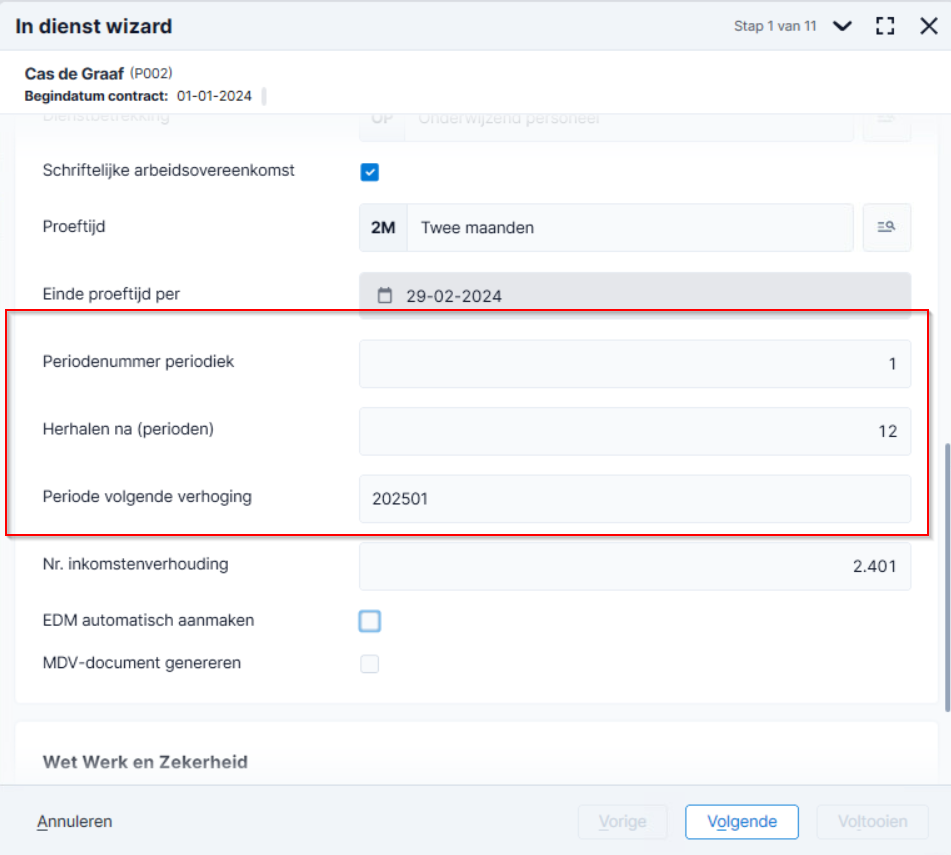 In dienst wizard
Stap 1 van 11
Cas de Graaf (P002)
Begindatum contract: 01-01-2024
Dienstbetrekking OP Onderwijzend personeel
Schriftelijke arbeidsovereenkomst
Proeftijd 2M Twee maanden
Einde proeftijd per 29-02-2024
Periodenummer periodiek 1
Herhalen na (perioden) 12
Periode volgende verhoging 202501
Nr. inkomstenverhouding 2.401
EDM automatisch aanmaken
MDV-document genereren
Wet Werk en Zekerheid
Annuleren Vorige Volgende Voltooien